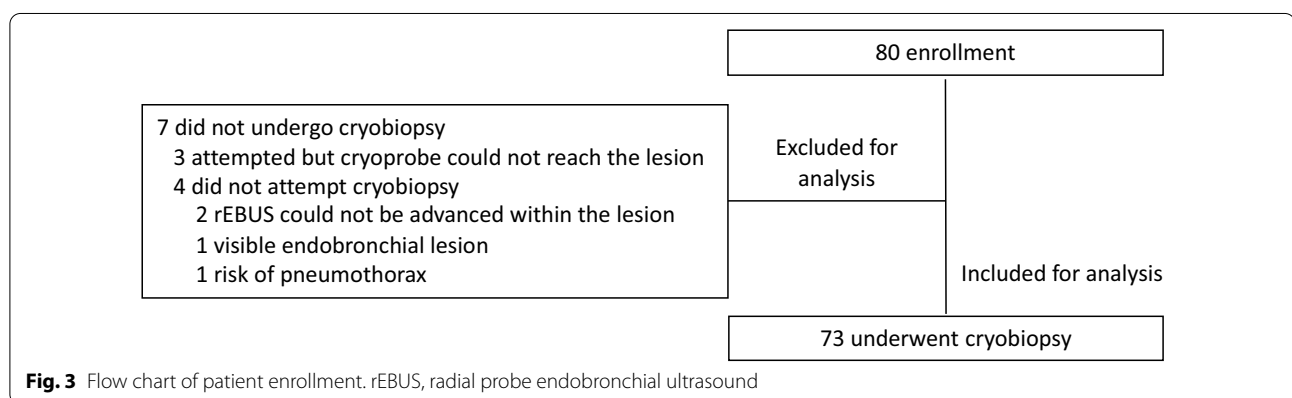 80 enrollment
7 did not undergo cryobiopsy
3 attempted but cryoprobe could not reach the lesion
4 did not attempt cryobiopsy
2 rEBUS could not be advanced within the lesion
1 visible endobronchial lesion
1 risk of pneumothorax
Excluded for
analysis
Included for analysis
73 underwent cryobiopsy
Fig. 3 Flow chart of patient enrollment. rEBUS, radial probe endobronchial ultrasound